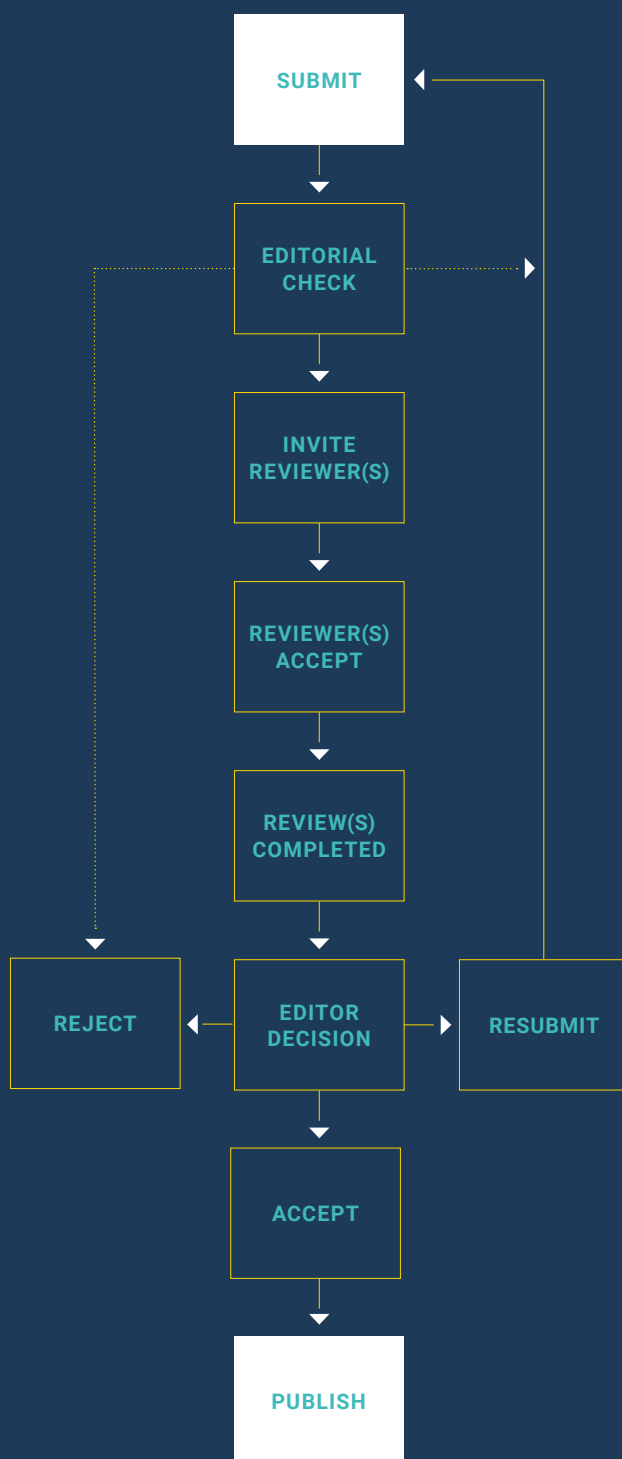 SUBMIT
EDITORIAL
CHECK
INVITE
REVIEWER(S)
REVIEWER(S)
ACCEPT
REVIEW(S)
COMPLETED
REJECT
EDITOR
DECISION
RESUBMIT
ACCEPT
PUBLISH